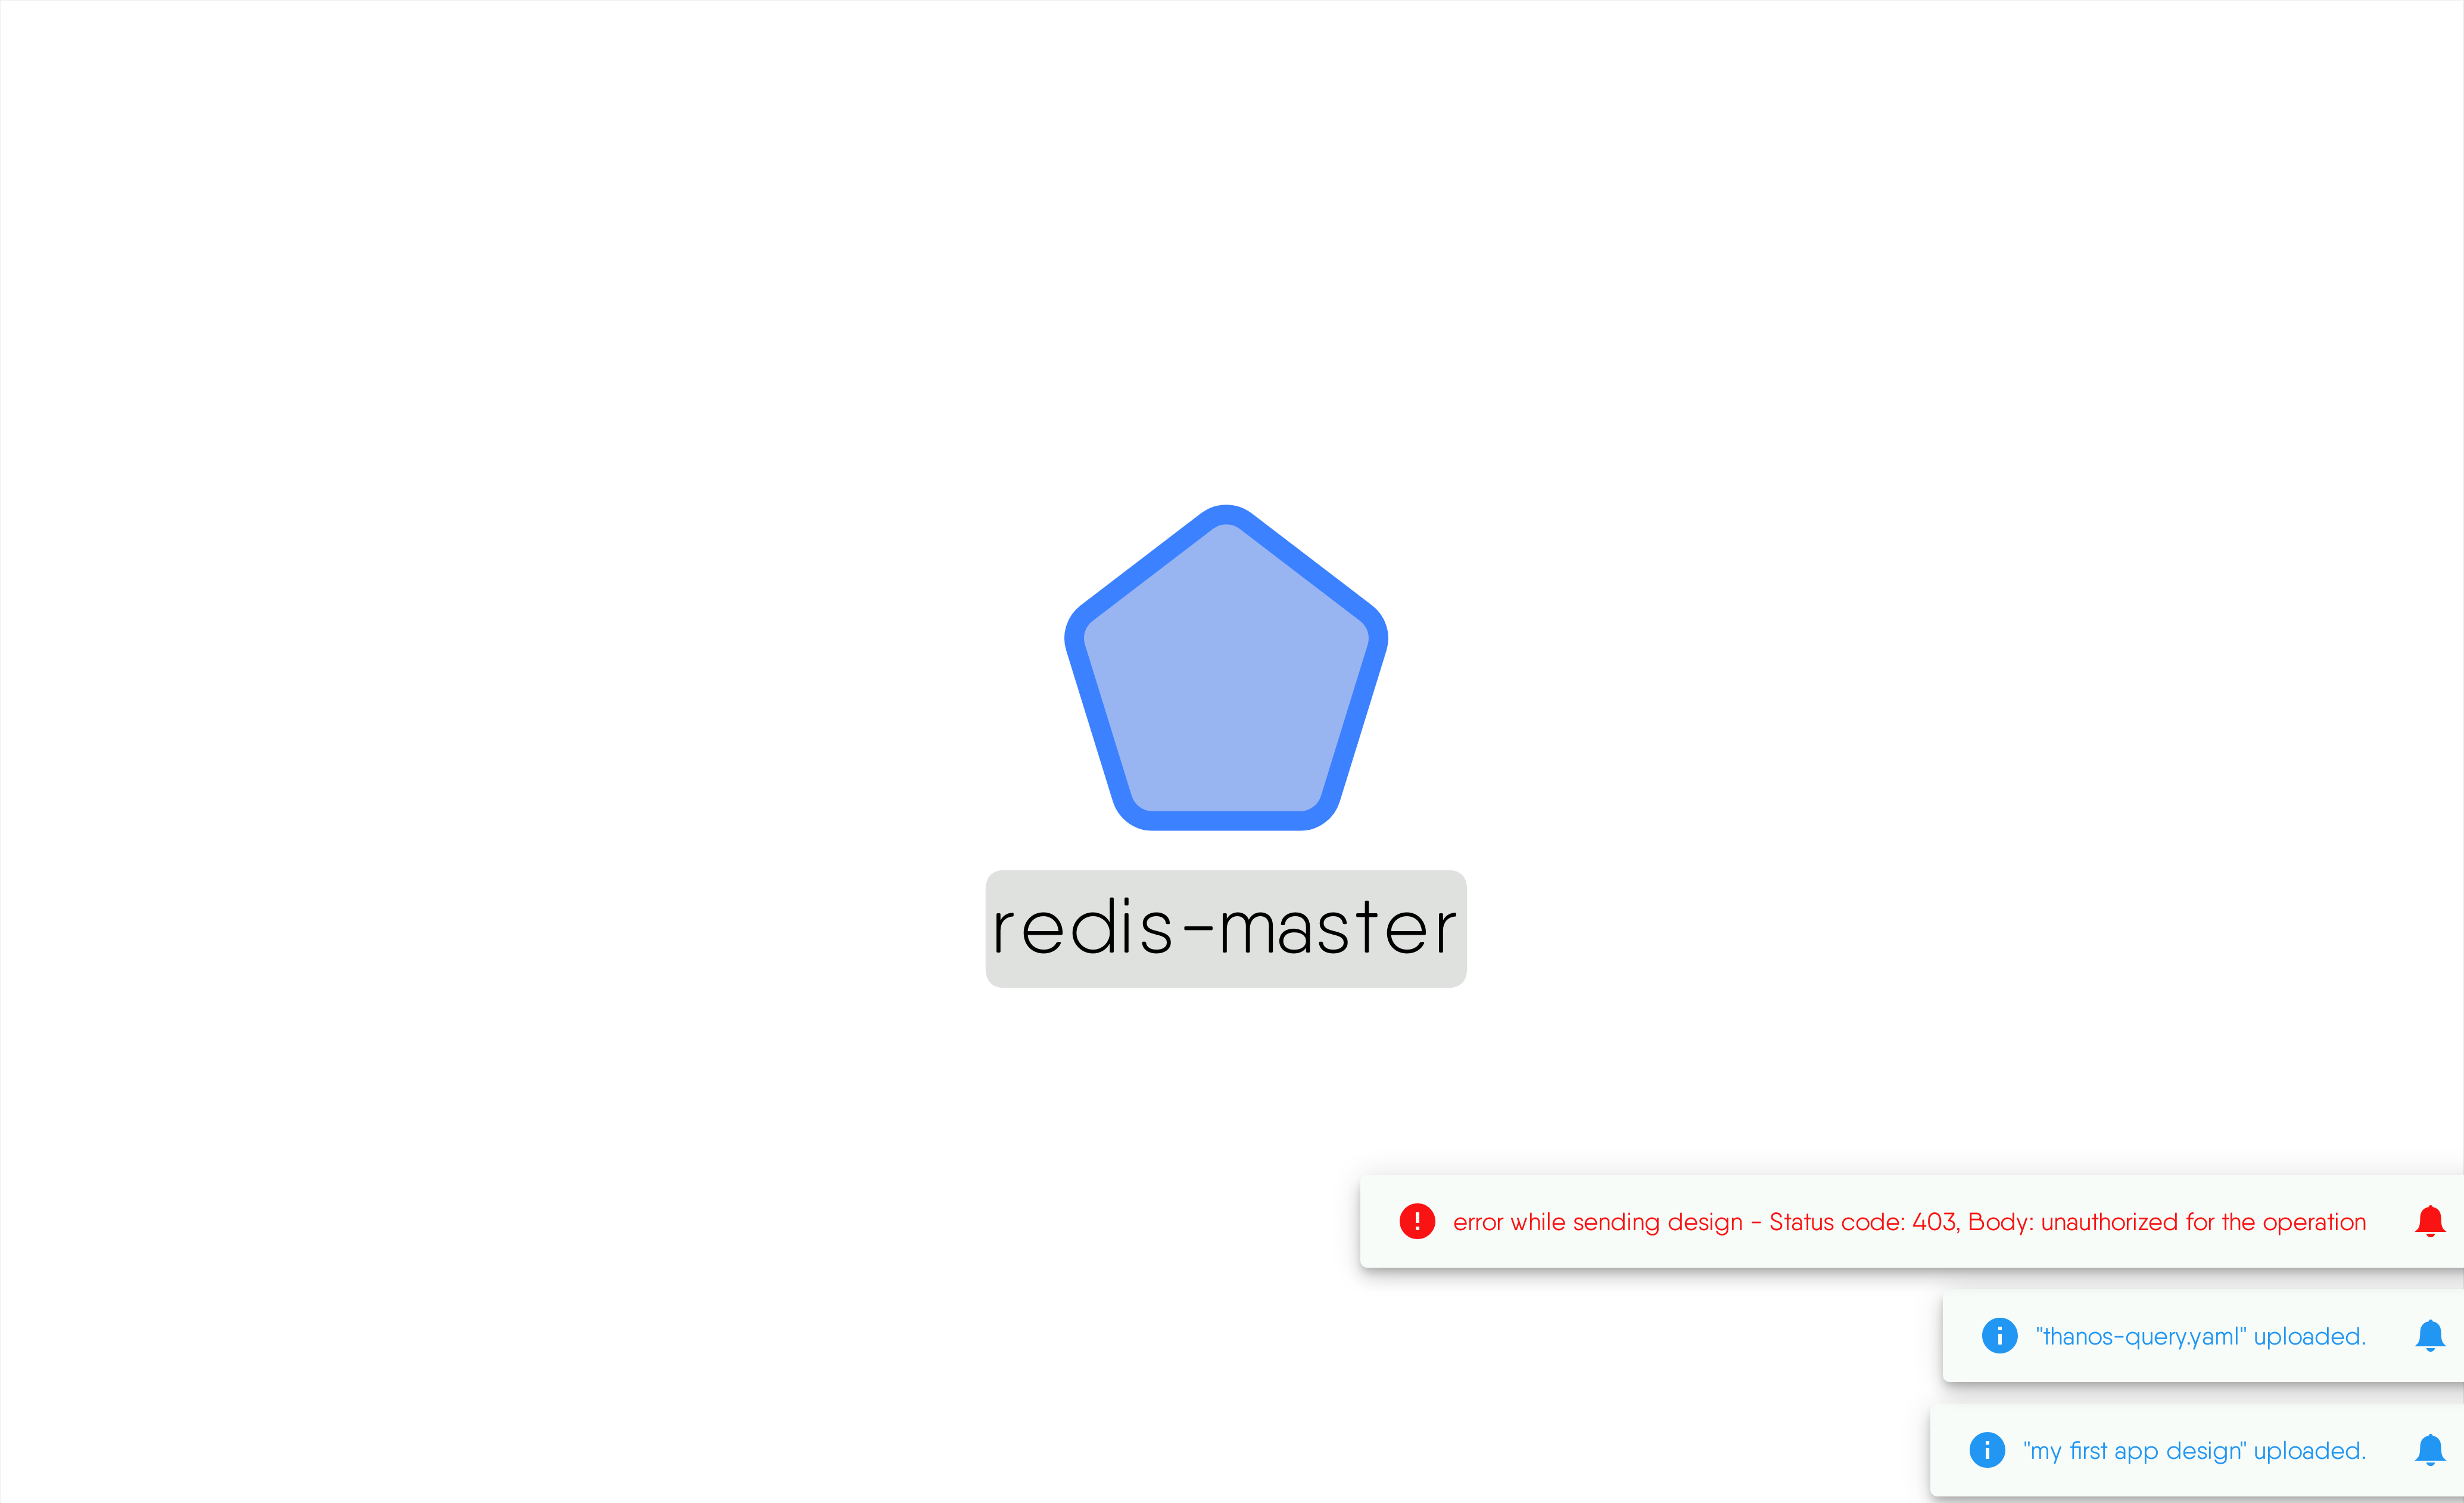 redis-master
error while sending design - Status code: 403, Body: unauthorized for the operation
"thanos-query.yaml" uploaded.
"my first app design" uploaded.